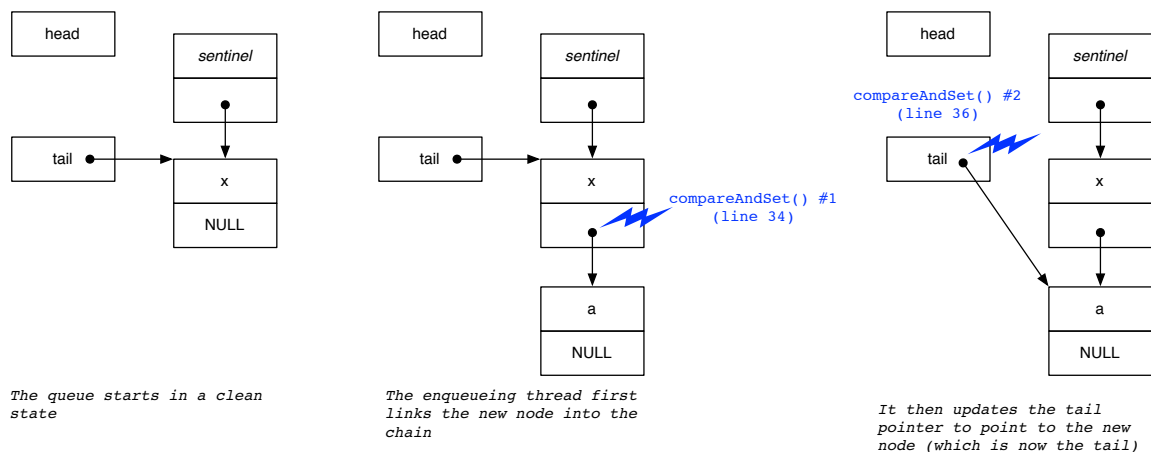 head
sentinel
tail
x
NULL
The queue starts in a clean
state
head
sentinel
tail
x
compareAndSet() #1
(line 34)
a
NULL
The enqueueing thread first
links the new node into the
chain
head
sentinel
compareAndSet() #2
(line 36)
tail
x
a
NULL
It then updates the tail
pointer to point to the new
node (which is now the tail)